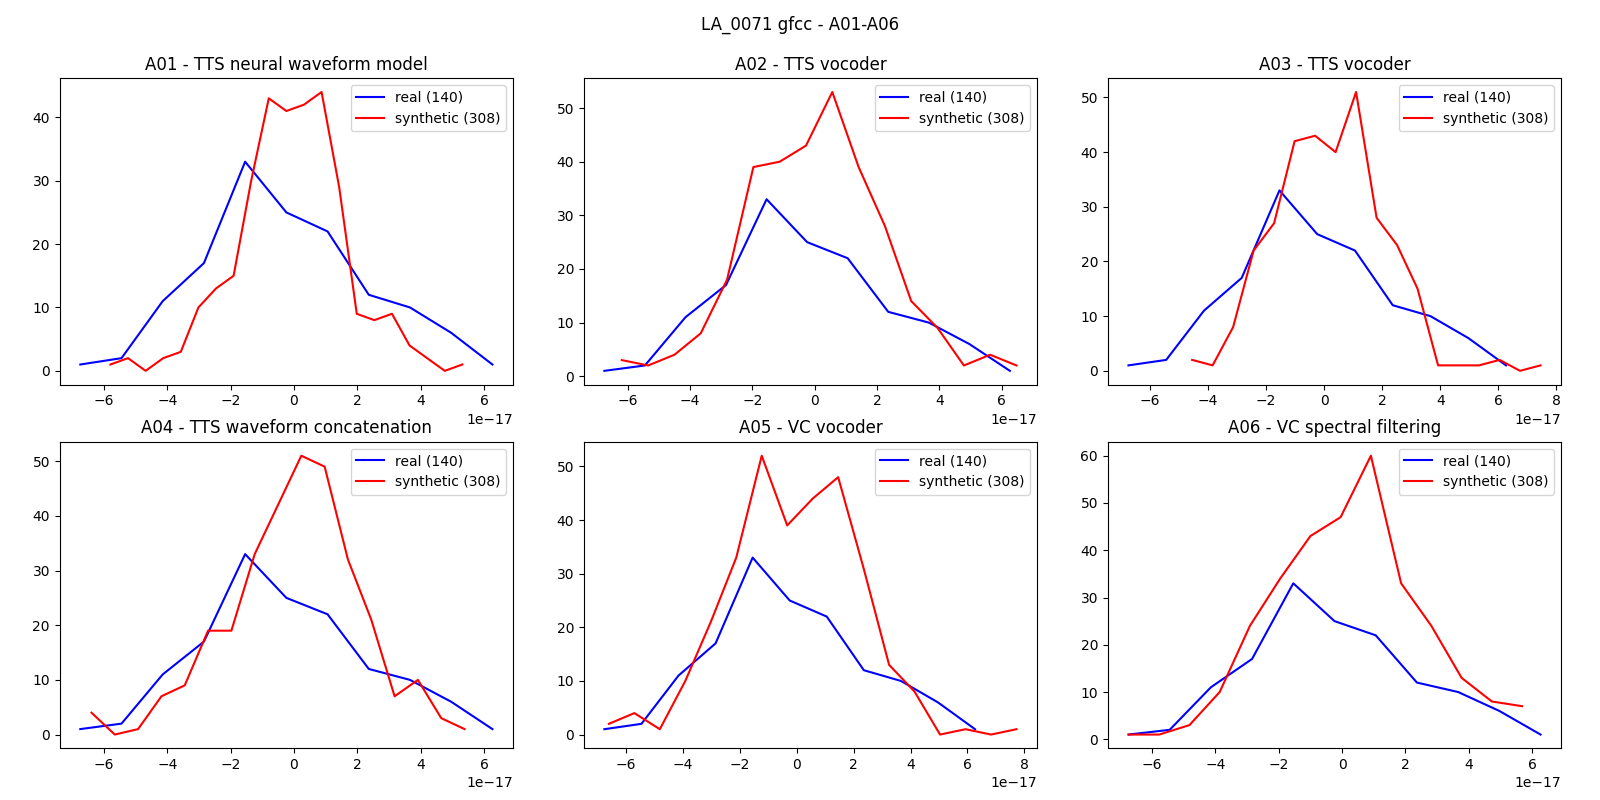 LA_0071 gfcc - A01-A06
A01 - TTS neural waveform model
real (140)
synthetic (308)
40
30
20
10
0
−6 −4 −2 0 2 4 6
1e−17
A02 - TTS vocoder
real (140)
synthetic (308)
50
40
30
20
10
0
−6 −4 −2 0 2 4 6
1e−17
A03 - TTS vocoder
real (140)
synthetic (308)
50
40
30
20
10
0
−6 −4 −2 0 2 4 6 8
1e−17
A04 - TTS waveform concatenation
real (140)
synthetic (308)
50
40
30
20
10
0
−6 −4 −2 0 2 4 6
1e−17
A05 - VC vocoder
real (140)
synthetic (308)
50
40
30
20
10
0
−6 −4 −2 0 2 4 6 8
1e−17
A06 - VC spectral filtering
real (140)
synthetic (308)
60
50
40
30
20
10
0
−6 −4 −2 0 2 4 6
1e−17